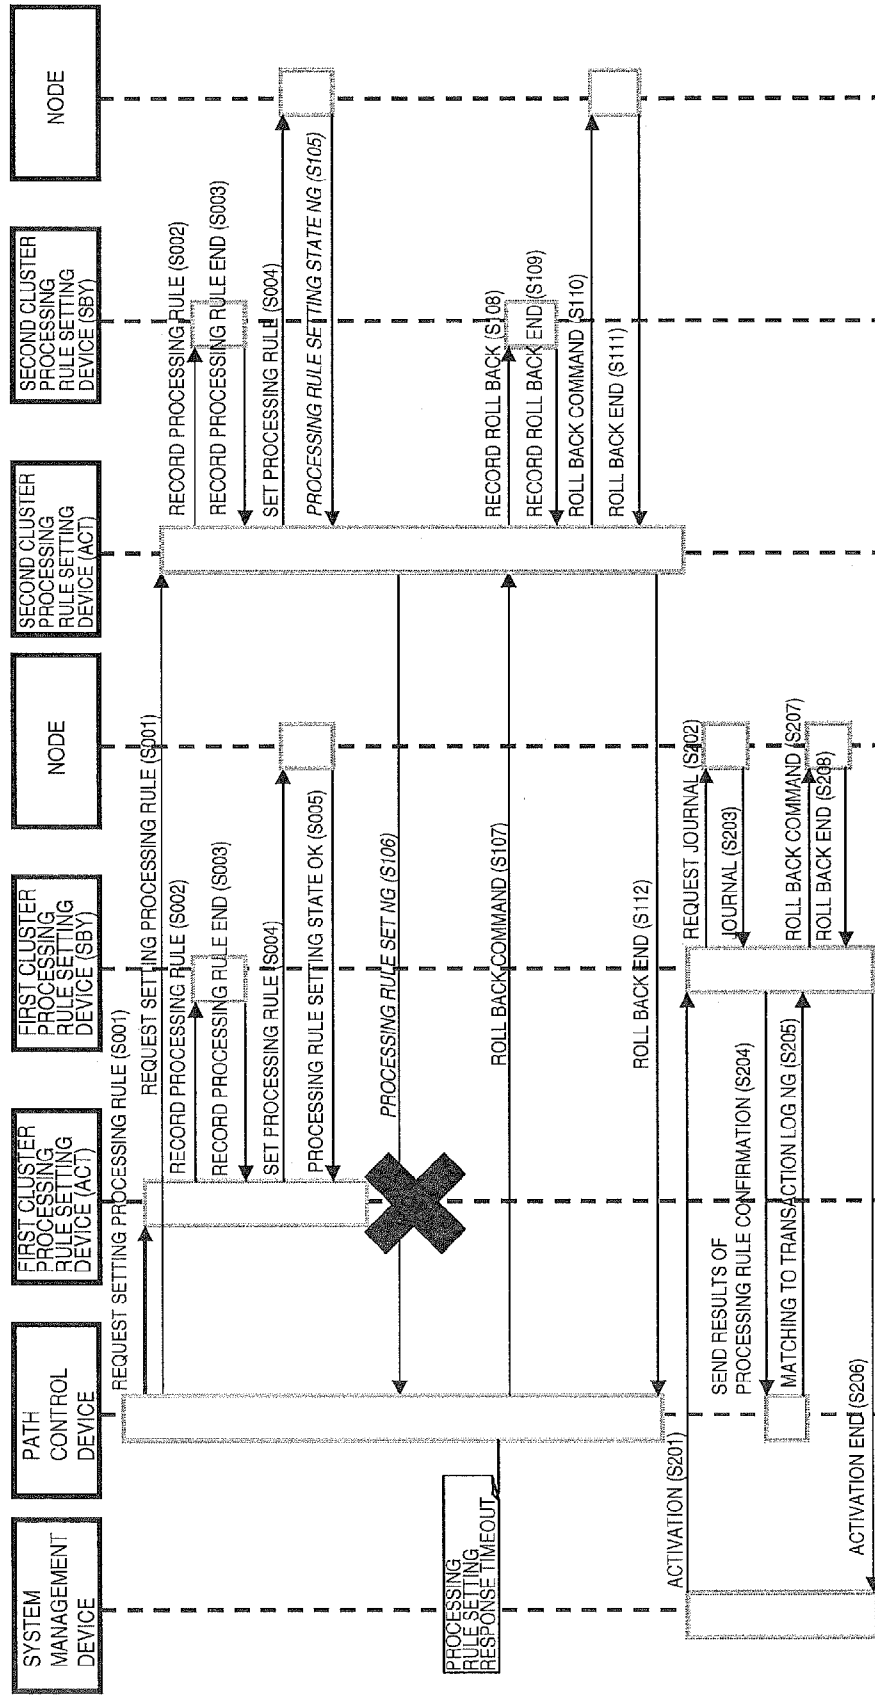 SYSTEM
MANAGEMENT
DEVICE
PATH
CONTROL
DEVICE
FIRST CLUSTER
PROCESSING
RULE SETTING
DEVICE (ACT)
FIRST CLUSTER
PROCESSING
RULE SETTING
DEVICE (SBY)
NODE
SECOND CLUSTER
PROCESSING
RULE SETTING
DEVICE (ACT)
SECOND CLUSTER
PROCESSING
RULE SETTING
DEVICE (SBY)
NODE
REQUEST SETTING PROCESSING RULE (S001)
REQUEST SETTING PROCESSING RULE (S001)
RECORD PROCESSING RULE (S002)
RECORD PROCESSING RULE END (S003)
SET PROCESSING RULE (S004)
PROCESSING RULE SETTING STATE OK (S005)
RECORD PROCESSING RULE (S002)
RECORD PROCESSING RULE END (S003)
SET PROCESSING RULE (S004)
PROCESSING RULE SETTING STATE NG (S105)
PROCESSING RULE SET NG (S106)
PROCESSING
RULE SETTING
RESPONSE TIMEOUT
ROLL BACK COMMAND (S107)
RECORD ROLL BACK (S108)
RECORD ROLL BACK END (S109)
ROLL BACK COMMAND (S110)
ROLL BACK END (S111)
ROLL BACK END (S112)
ACTIVATION (S201)
REQUEST JOURNAL (S202)
JOURNAL (S203)
SEND RESULTS OF
PROCESSING RULE CONFIRMATION (S204)
MATCHING TO TRANSACTION LOG NG (S205)
ROLL BACK COMMAND (S207)
ROLL BACK END (S208)
ACTIVATION END (S206)